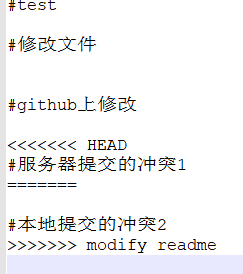 #test
#修改文件
#github上修改
<<<<<<< HEAD
#服务器提交的冲突1
=======
#本地提交的冲突2
>>>>>>> modify readme